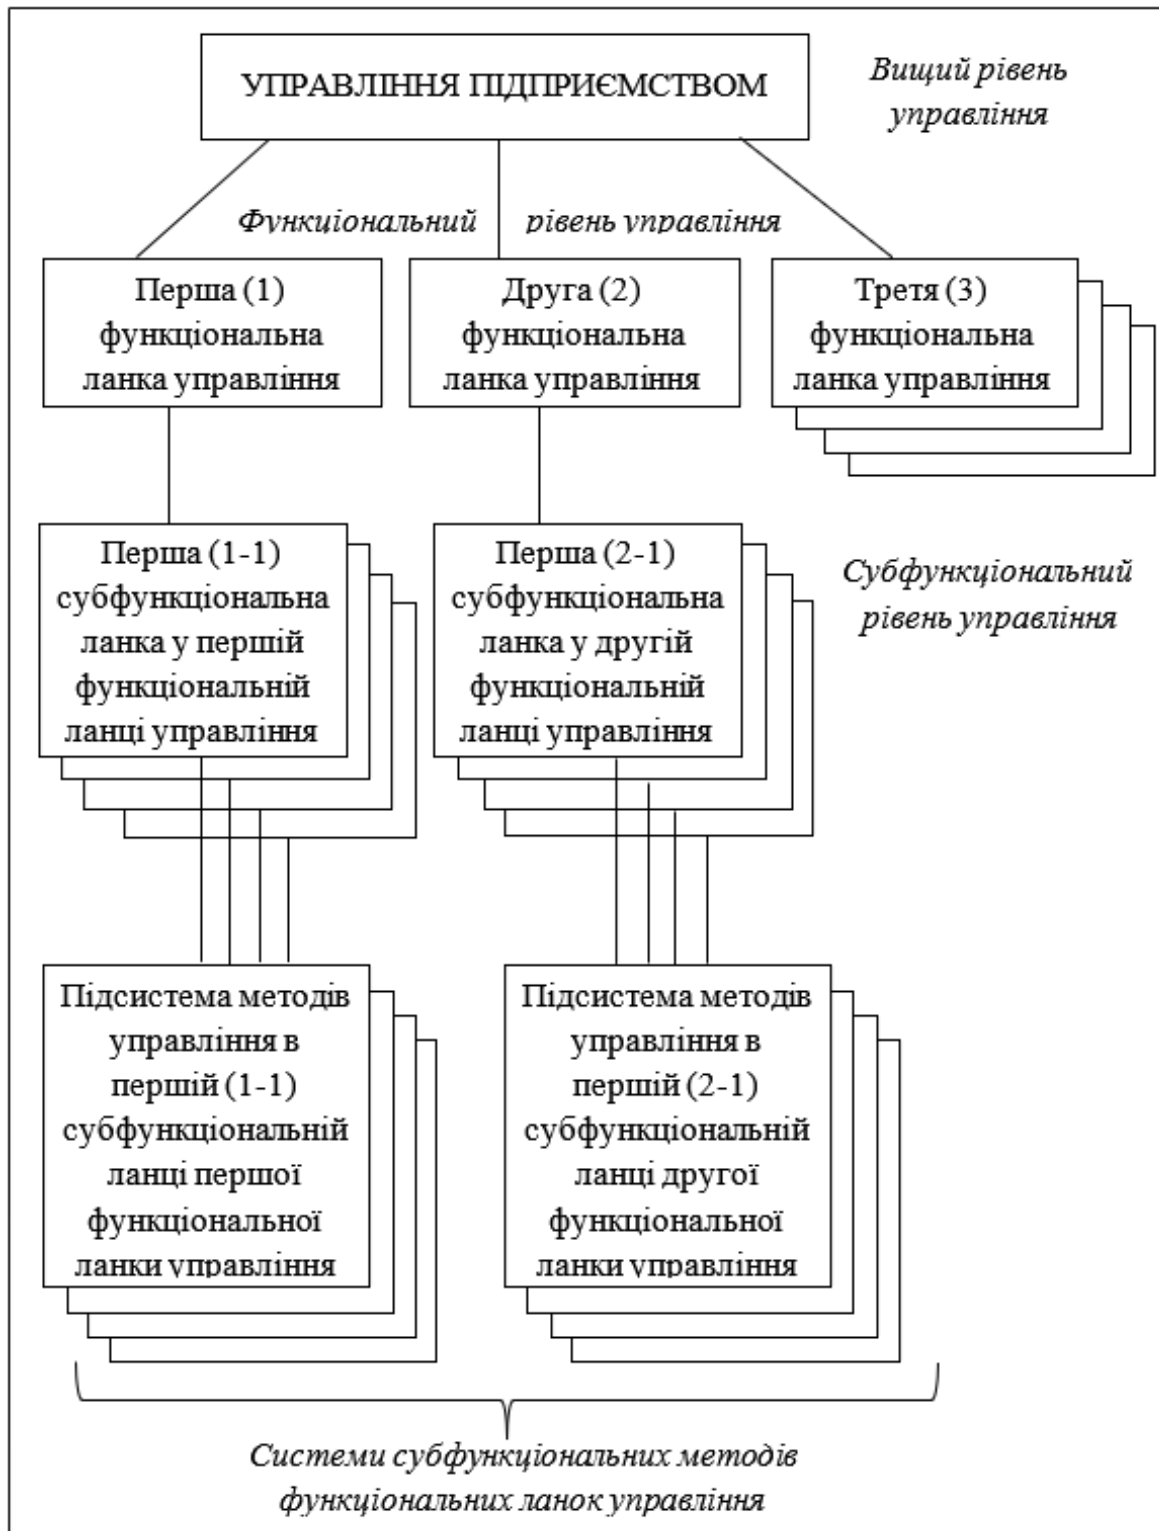 УПРАВЛІННЯ ПІДПРИЄМСТВОМ
Вищий рівень
управління
Функціональний рівень управління
Перша (1)
функціональна
ланка управління
Друга (2)
функціональна
ланка управління
Третя (3)
функціональна
ланка управління
Перша (1-1)
субфункціональна
ланка у першій
функціональній
ланці управління
Перша (2-1)
субфункціональна
ланка у другій
функціональній
ланці управління
Субфункціональний
рівень управління
Підсистема методів
управління в
першій (1-1)
субфункціональній
ланці першої
функціональної
ланки управління
Підсистема методів
управління в
першій (2-1)
субфункціональній
ланці другої
функціональної
ланки управління
Системи субфункціональних методів
функціональних ланок управління